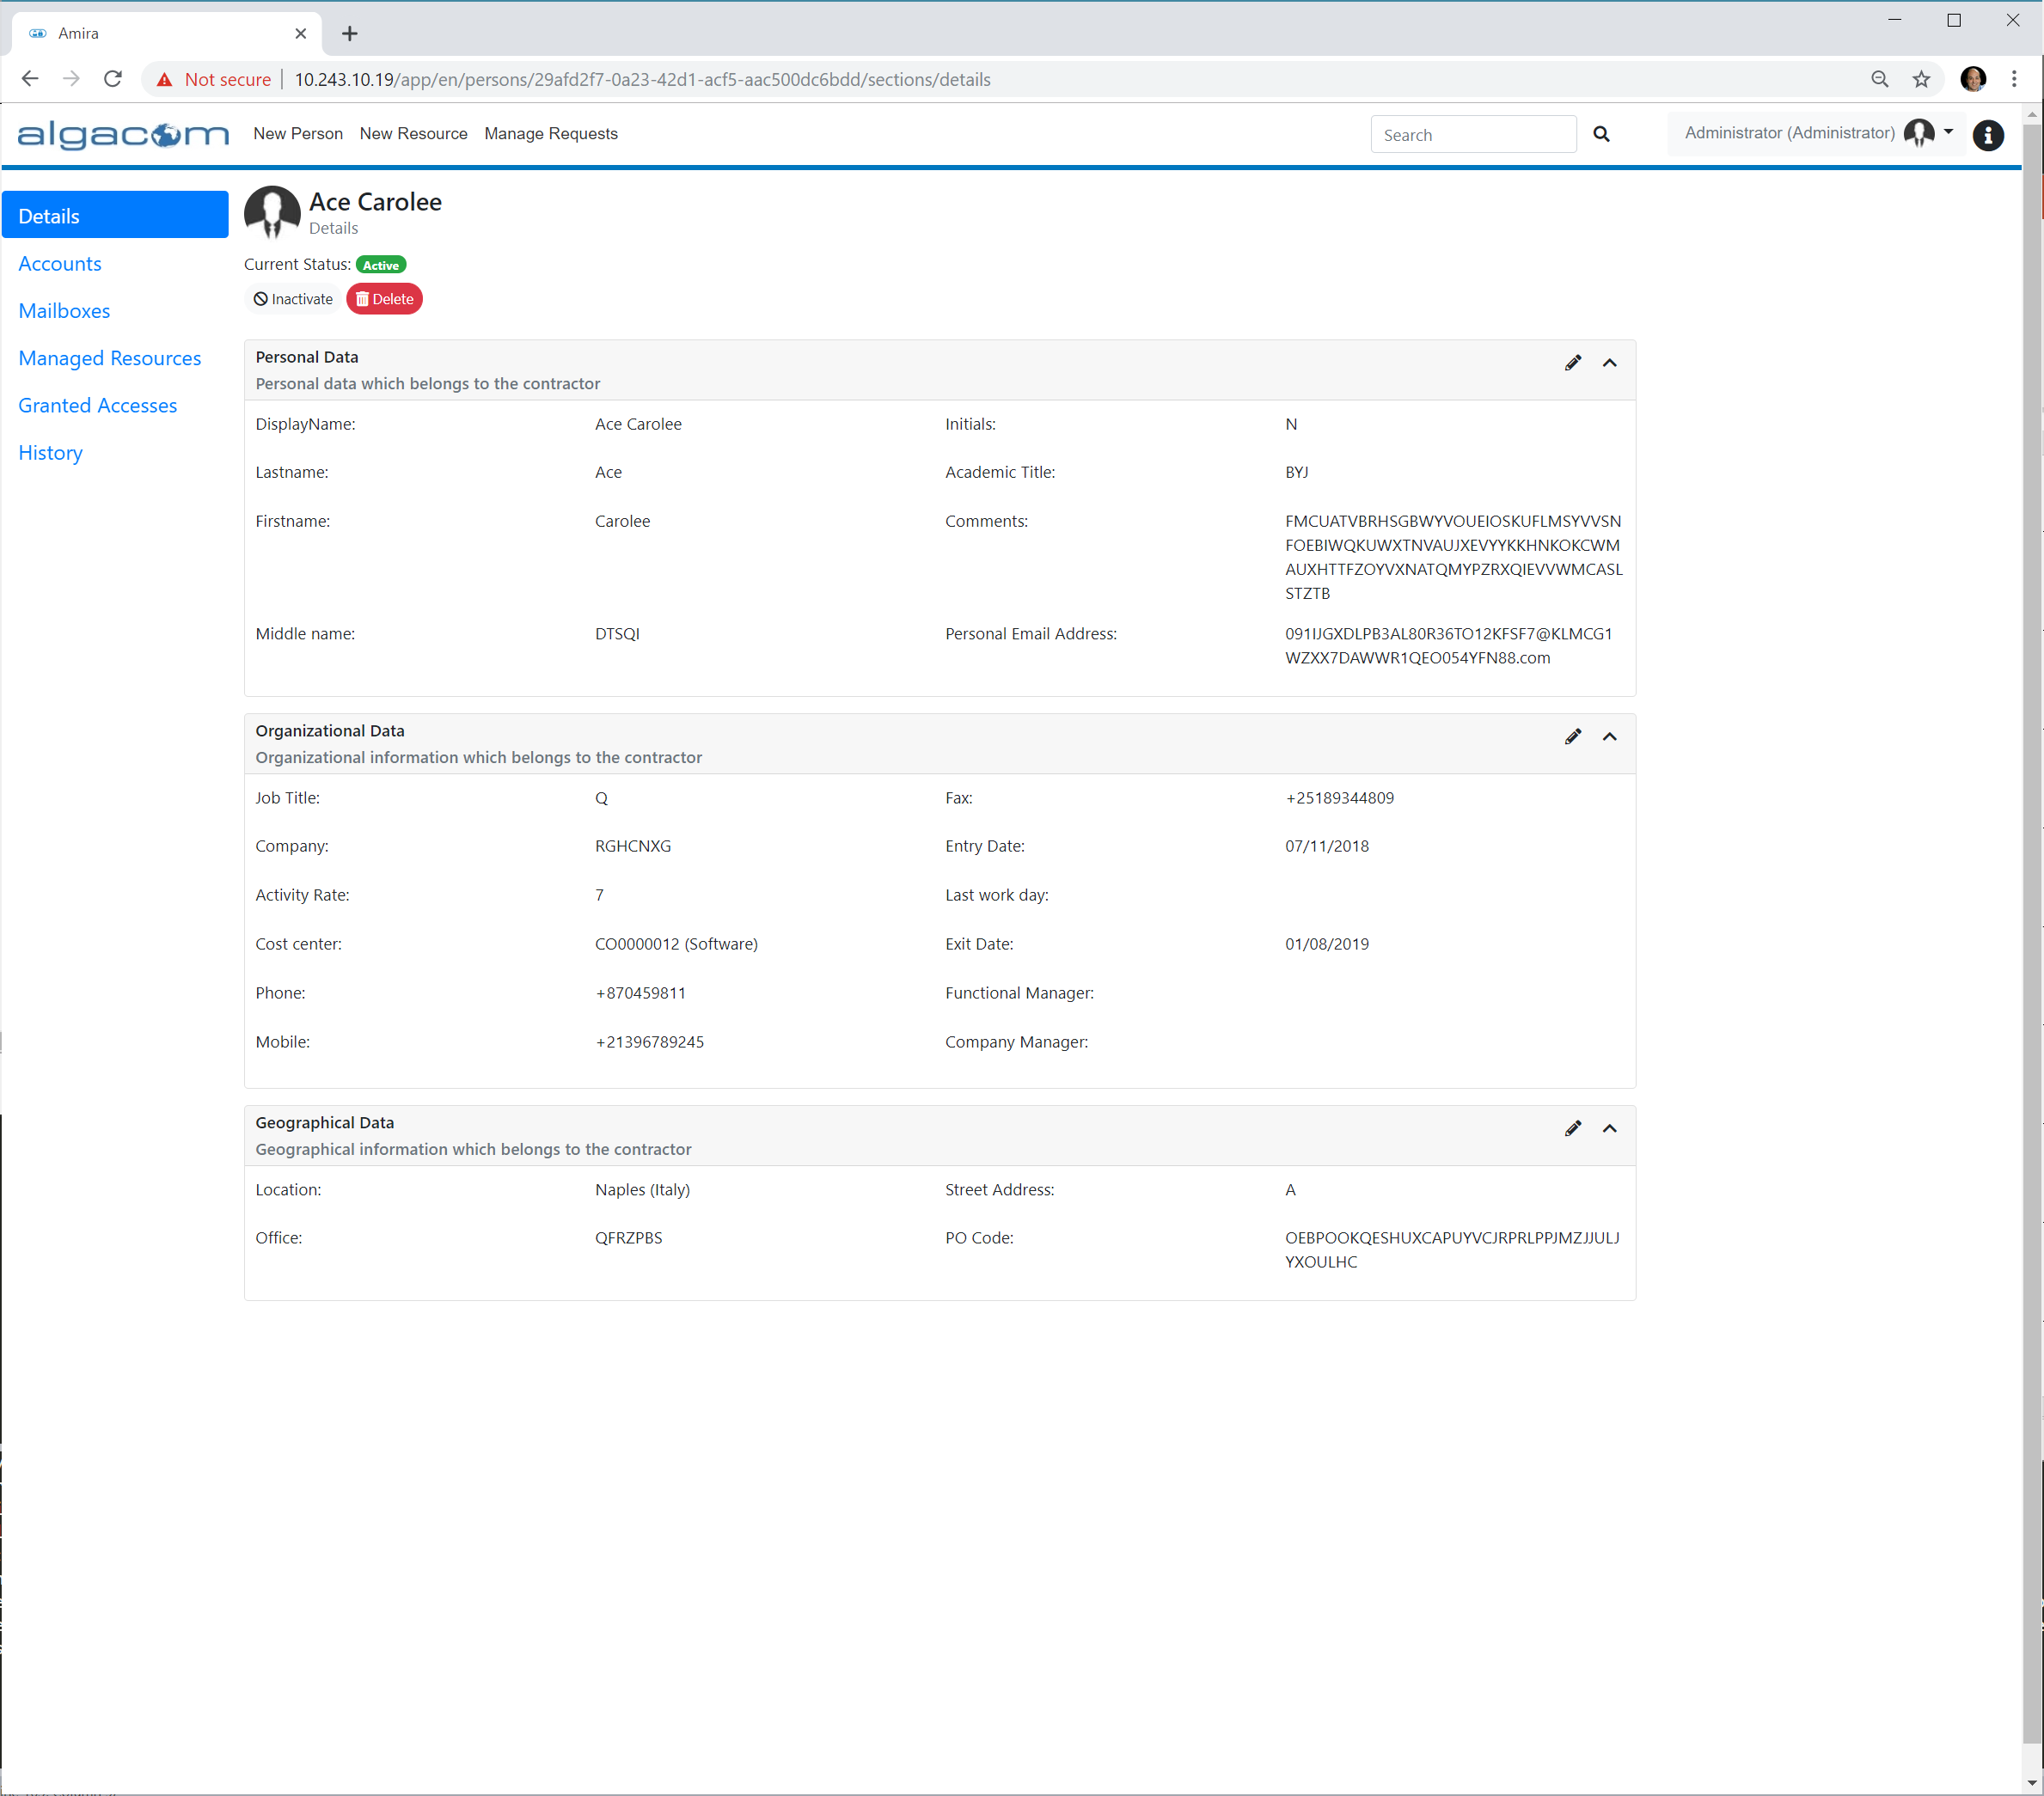 Amira
Not secure 10.243.10.19/app/en/persons/29afd2f7-0a23-42d1-acf5-aac500dc6bdd/sections/details
algacom New Person New Resource Manage Requests Search Administrator (Administrator)
Details
Accounts
Mailboxes
Managed Resources
Granted Accesses
History
Ace Carolee
Details
Current Status: Active
Inactivate Delete
Personal Data
Personal data which belongs to the contractor
DisplayName: Ace Carolee Initials: N
Lastname: Ace Academic Title: BYJ
Firstname: Carolee Comments: FMCUATVBRHSGBWYVOUEIOSKUFLMSYVVSN
FOEBIWQKUWXTNVAUJXEVYYKKHNKOKCWM
AUXHTTFZOYVXNATQMYPZRXQIEVVWMCASL
STZTB
Middle name: DTSQI Personal Email Address: 091IJGXDLPB3AL80R36TO12KFSF7@KLMCG1
WZXX7DAWWR1QEO054YFN88.com
Organizational Data
Organizational information which belongs to the contractor
Job Title: Q Fax: +25189344809
Company: RGHCNXG Entry Date: 07/11/2018
Activity Rate: 7 Last work day:
Cost center: CO0000012 (Software) Exit Date: 01/08/2019
Phone: +870459811 Functional Manager:
Mobile: +21396789245 Company Manager:
Geographical Data
Geographical information which belongs to the contractor
Location: Naples (Italy) Street Address: A
Office: QFRZPBS PO Code: OEBPOOKQESHUXCAPUYVCJRPRLPPJMZJJULJ
YXOULHC